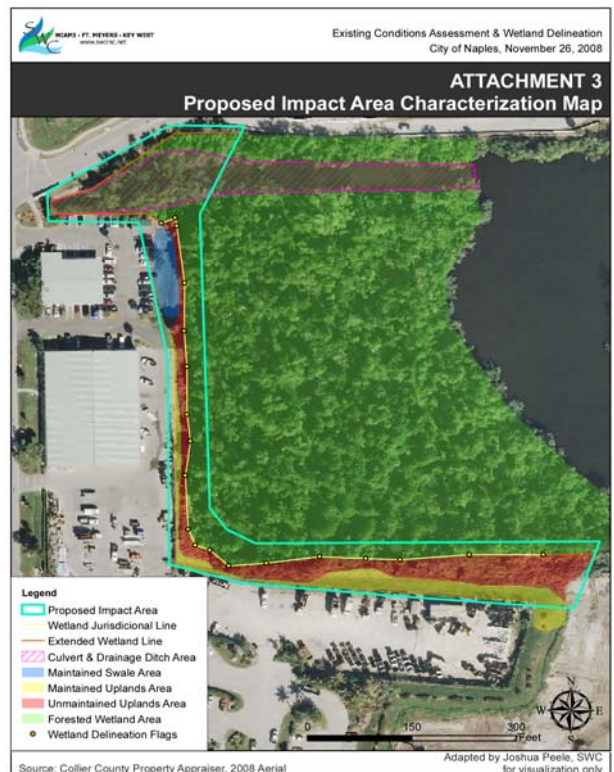 SWC
MIAMI - FT. MEYERS - KEY WEST
www.swcinc.net
Existing Conditions Assessment & Wetland Delineation
City of Naples, November 26, 2008
ATTACHMENT 3
Proposed Impact Area Characterization Map
Legend
Proposed Impact Area
Wetland Jurisdicional Line
Extended Wetland Line
Culvert & Drainage Ditch Area
Maintained Swale Area
Maintained Uplands Area
Unmaintained Uplands Area
Forested Wetland Area
Wetland Delineation Flags
N
W E
S
0 150 300
Feet
Source: Collier County Property Appraiser, 2008 Aerial
Adapted by Joshua Peele, SWC
for visualization only